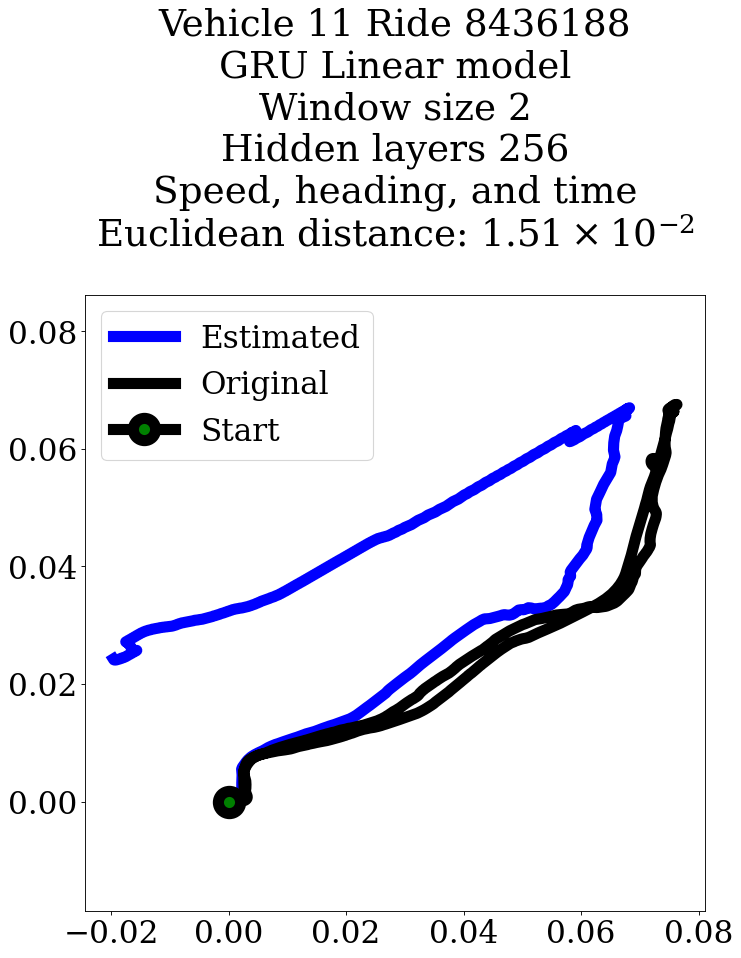 Vehicle 11 Ride 8436188
GRU Linear model
Window size 2
Hidden layers 256
Speed, heading, and time
Euclidean distance: 1.51 × 10⁻²
Estimated
Original
Start
0.08
0.06
0.04
0.02
0.00
−0.02 0.00 0.02 0.04 0.06 0.08